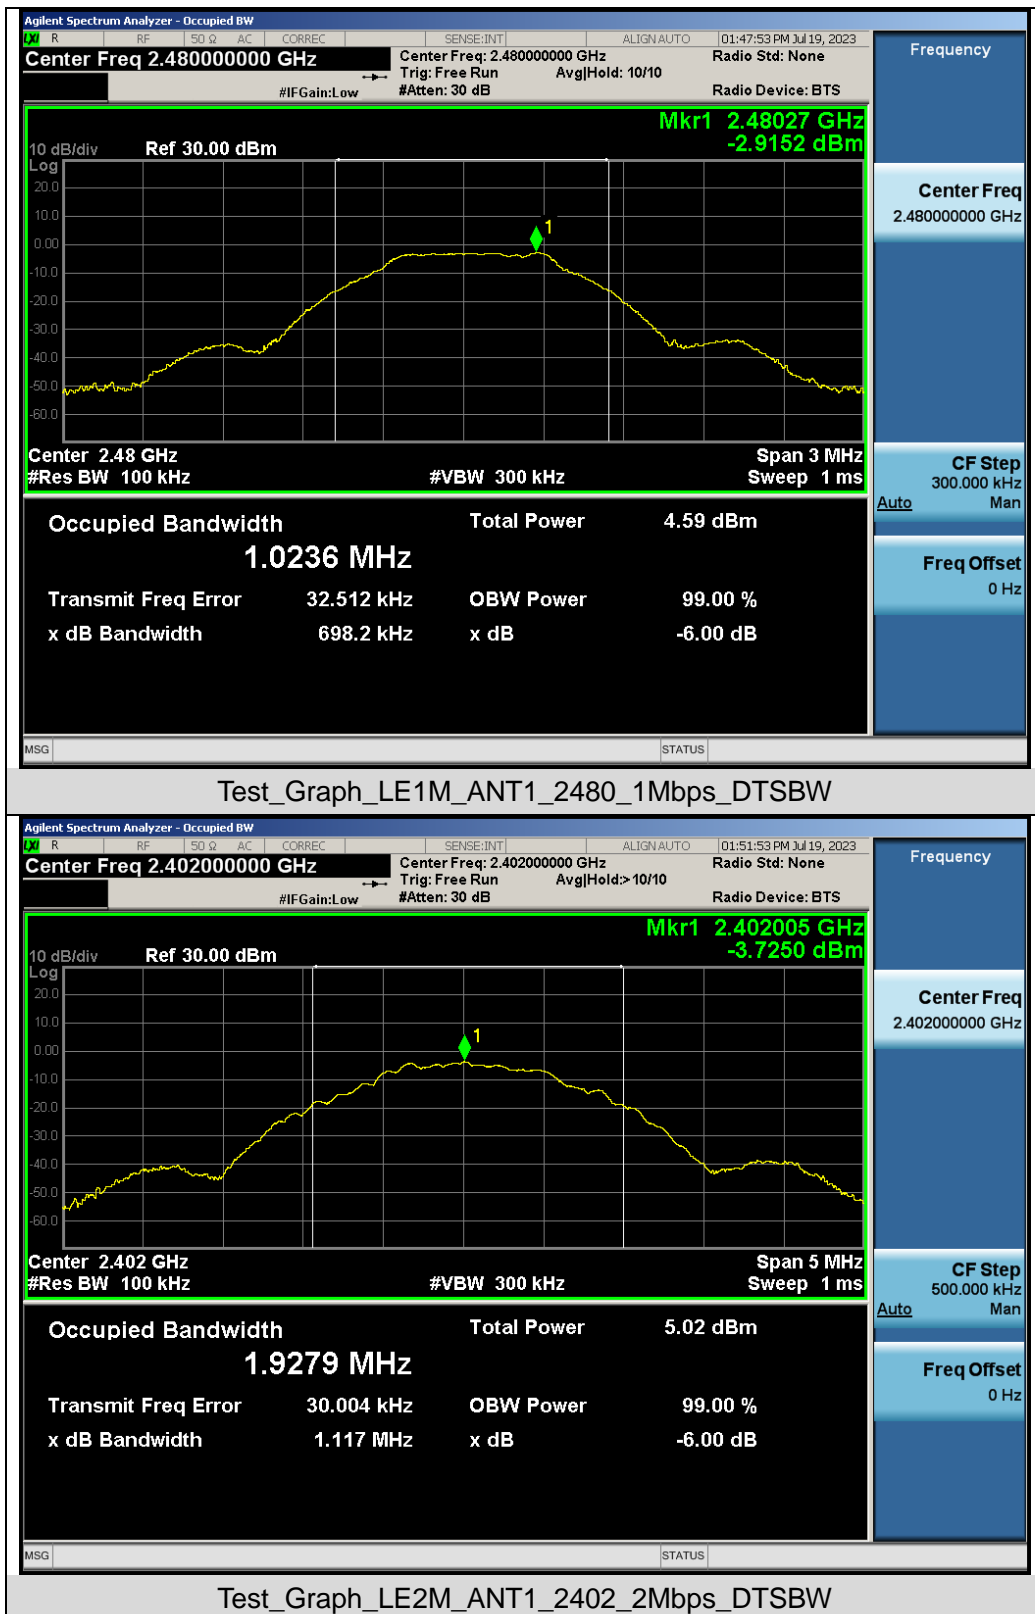 Agilent Spectrum Analyzer - Occupied BW
LXI R RF 50 Ω AC CORREC SENSE:INT ALIGN AUTO 01:47:53 PM Jul 19, 2023
Center Freq 2.480000000 GHz Center Freq: 2.480000000 GHz Radio Std: None
Trig: Free Run Avg|Hold: 10/10
#IFGain:Low #Atten: 30 dB Radio Device: BTS
Frequency
Mkr1 2.48027 GHz
-2.9152 dBm
10 dB/div Ref 30.00 dBm
Log
20.0
10.0
0.00
-10.0
-20.0
-30.0
-40.0
-50.0
-60.0
1
Center 2.48 GHz Span 3 MHz
#Res BW 100 kHz #VBW 300 kHz Sweep 1 ms
Center Freq
2.480000000 GHz
CF Step
300.000 kHz
Auto Man
Freq Offset
0 Hz
Occupied Bandwidth Total Power 4.59 dBm
1.0236 MHz
Transmit Freq Error 32.512 kHz OBW Power 99.00 %
x dB Bandwidth 698.2 kHz x dB -6.00 dB
MSG STATUS
Test_Graph_LE1M_ANT1_2480_1Mbps_DTSBW
Agilent Spectrum Analyzer - Occupied BW
LXI R RF 50 Ω AC CORREC SENSE:INT ALIGN AUTO 01:51:53 PM Jul 19, 2023
Center Freq 2.402000000 GHz Center Freq: 2.402000000 GHz Radio Std: None
Trig: Free Run Avg|Hold:> 10/10
#IFGain:Low #Atten: 30 dB Radio Device: BTS
Frequency
Mkr1 2.402005 GHz
-3.7250 dBm
10 dB/div Ref 30.00 dBm
Log
20.0
10.0
0.00
-10.0
-20.0
-30.0
-40.0
-50.0
-60.0
1
Center 2.402 GHz Span 5 MHz
#Res BW 100 kHz #VBW 300 kHz Sweep 1 ms
Center Freq
2.402000000 GHz
CF Step
500.000 kHz
Auto Man
Freq Offset
0 Hz
Occupied Bandwidth Total Power 5.02 dBm
1.9279 MHz
Transmit Freq Error 30.004 kHz OBW Power 99.00 %
x dB Bandwidth 1.117 MHz x dB -6.00 dB
MSG STATUS
Test_Graph_LE2M_ANT1_2402_2Mbps_DTSBW